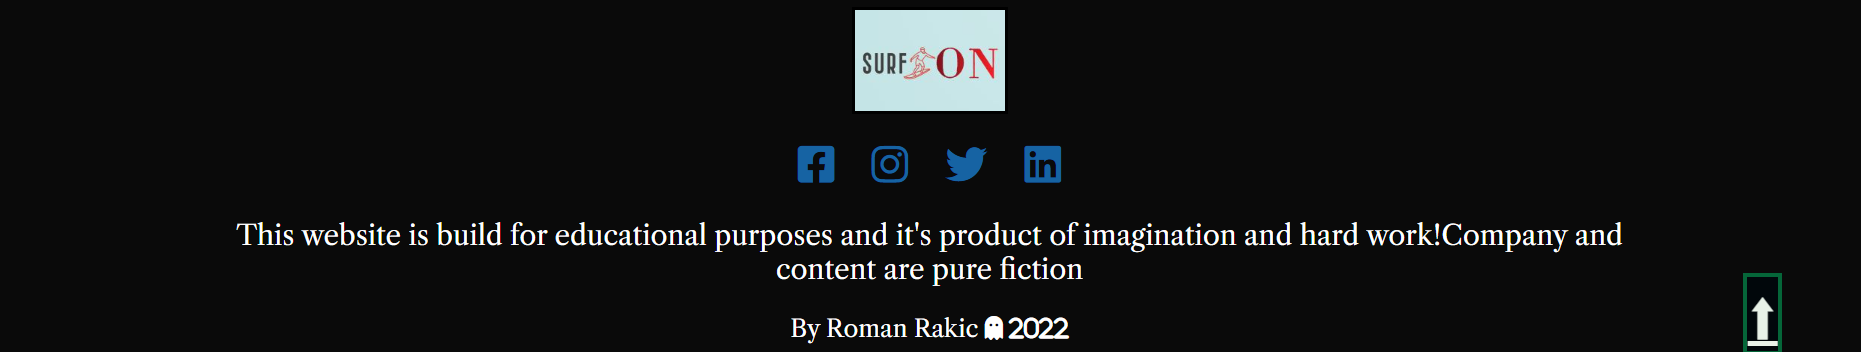 SURF ON
This website is build for educational purposes and it's product of imagination and hard work!Company and
content are pure fiction
By Roman Rakic 2022